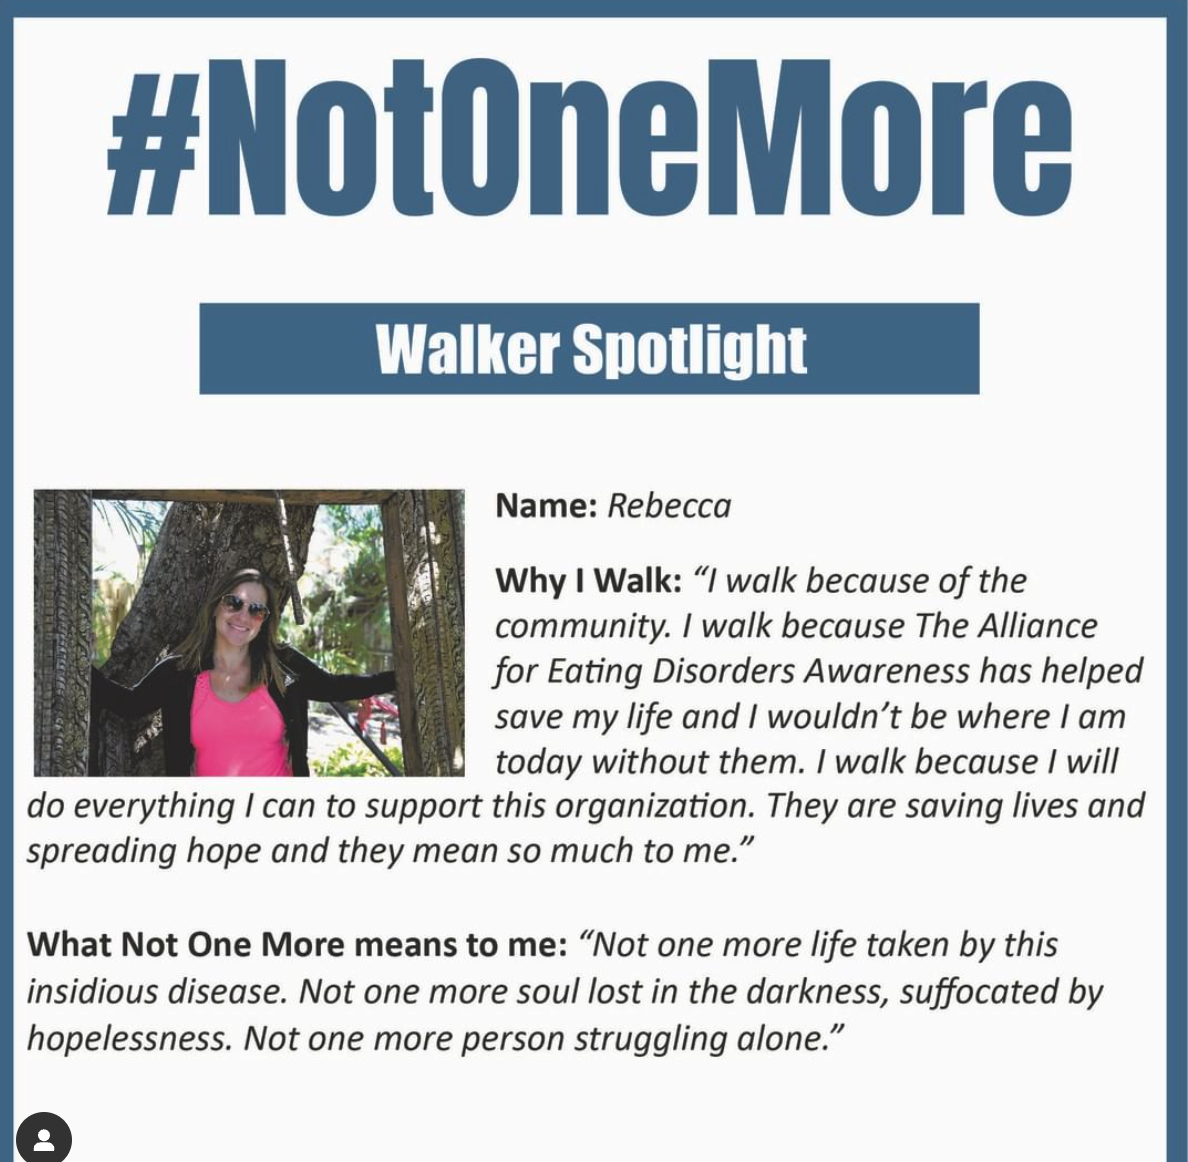 #NotOneMore
Walker Spotlight
Name: Rebecca
Why I Walk: “I walk because of the
community. I walk because The Alliance
for Eating Disorders Awareness has helped
save my life and I wouldn’t be where I am
today without them. I walk because I will
do everything I can to support this organization. They are saving lives and
spreading hope and they mean so much to me.”
What Not One More means to me: “Not one more life taken by this
insidious disease. Not one more soul lost in the darkness, suffocated by
hopelessness. Not one more person struggling alone.”